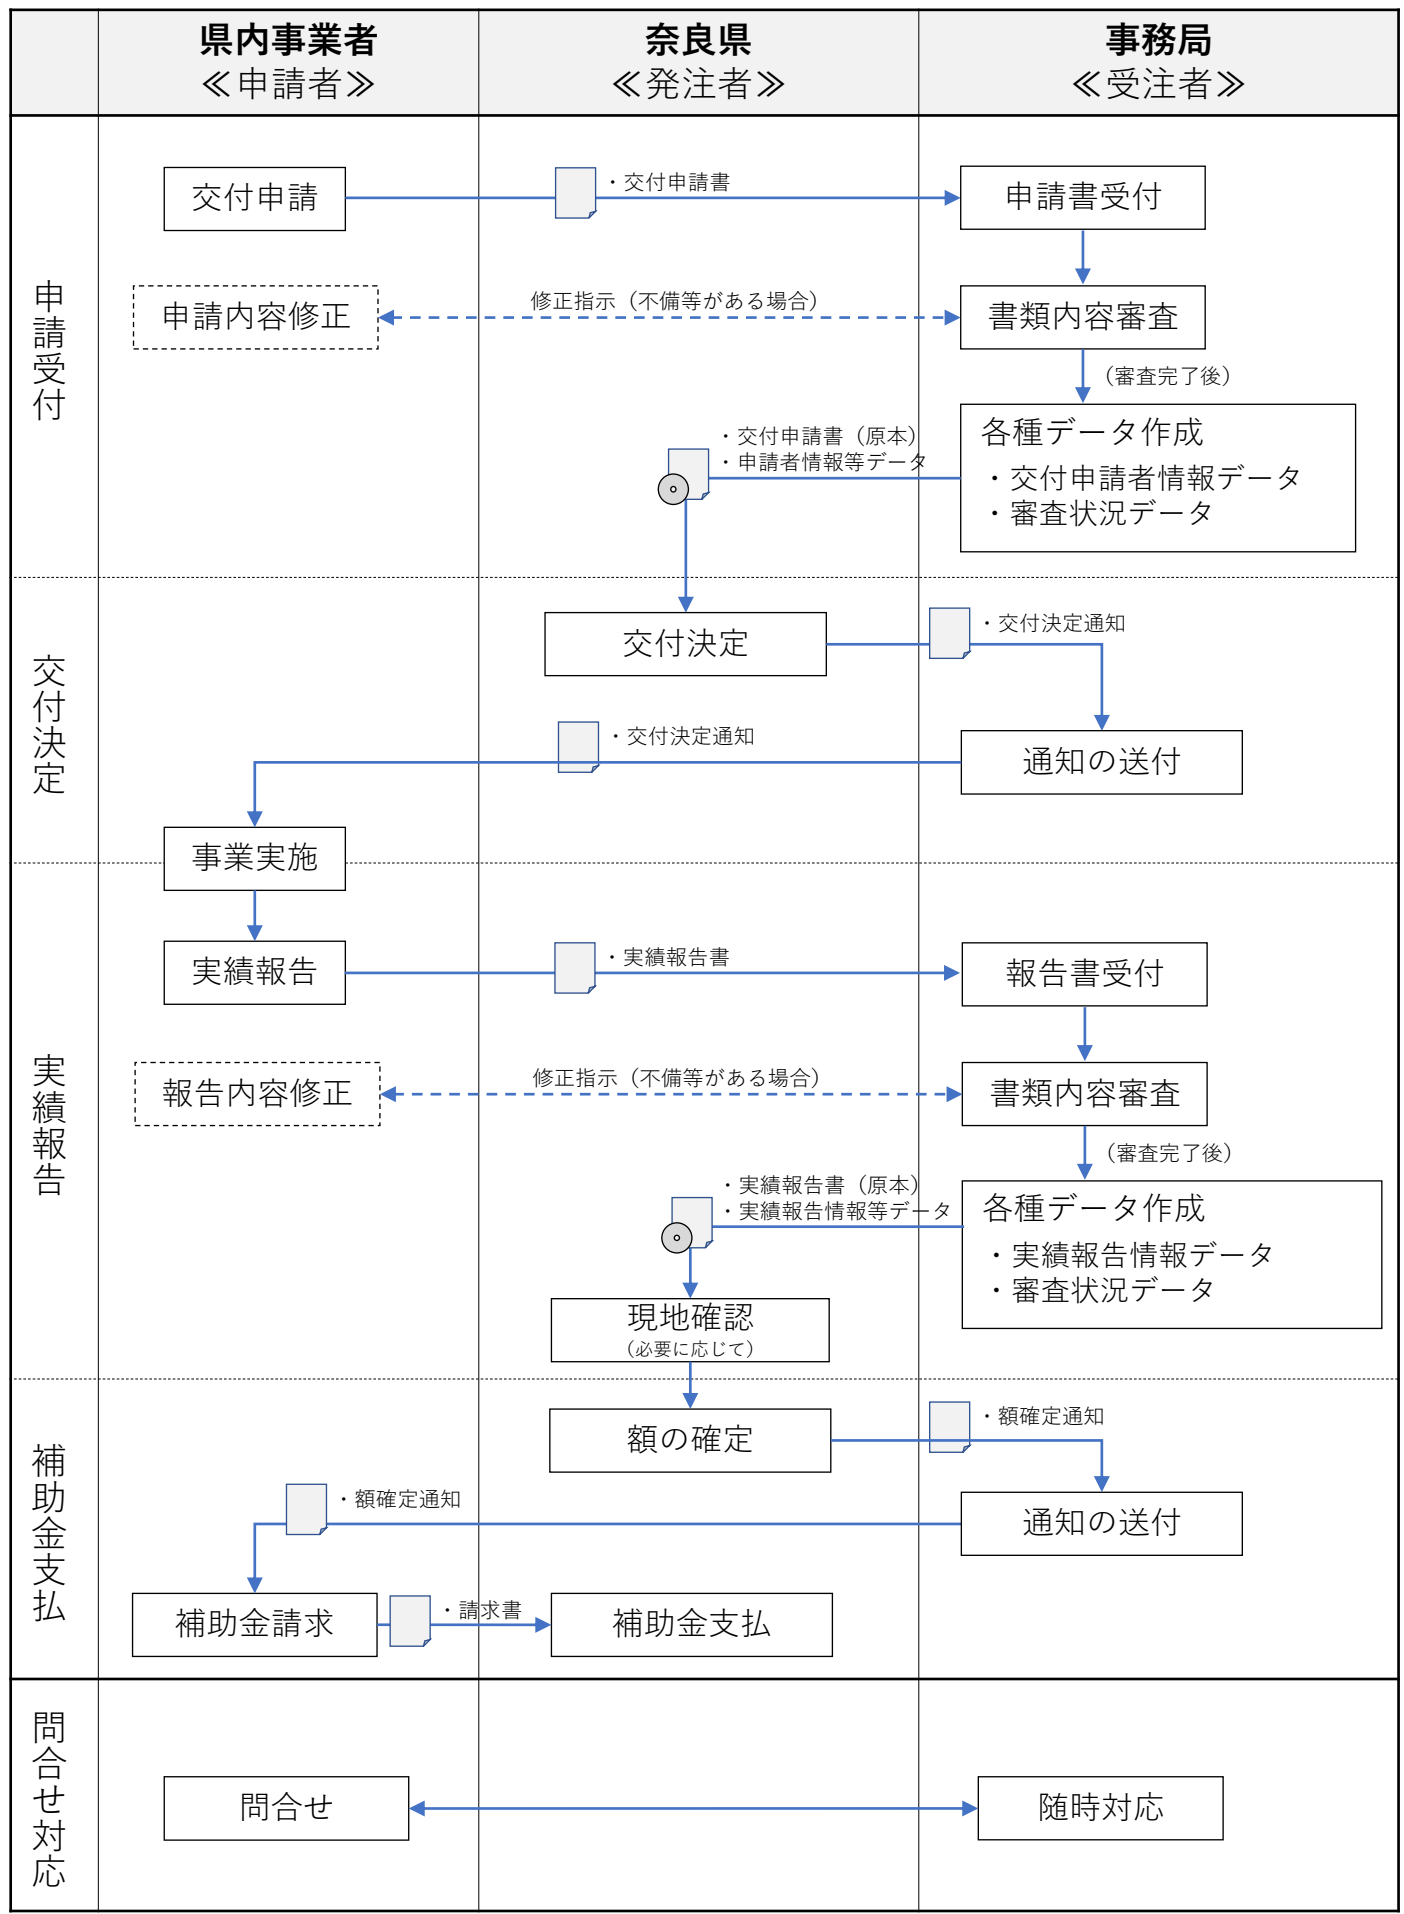 県内事業者
≪申請者≫
奈良県
≪発注者≫
事務局
≪受注者≫
申請受付
交付申請
・交付申請書
申請書受付
申請内容修正
修正指示（不備等がある場合）
書類内容審査
（審査完了後）
・交付申請書（原本）
・申請者情報等データ
各種データ作成
・交付申請者情報データ
・審査状況データ
交付決定
交付決定
・交付決定通知
・交付決定通知
通知の送付
事業実施
実績報告
実績報告
・実績報告書
報告書受付
報告内容修正
修正指示（不備等がある場合）
書類内容審査
（審査完了後）
・実績報告書（原本）
・実績報告情報等データ
各種データ作成
・実績報告情報データ
・審査状況データ
現地確認
（必要に応じて）
補助金支払
額の確定
・額確定通知
・額確定通知
通知の送付
補助金請求
・請求書
補助金支払
問合せ対応
問合せ
随時対応